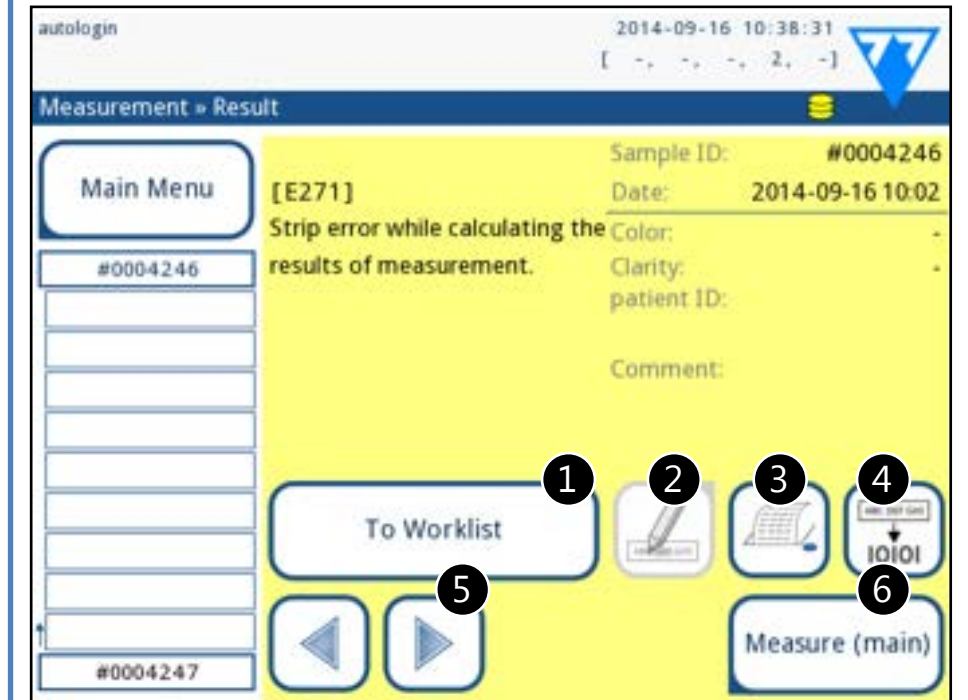 autologin
2014-09-16 10:38:31
[ -, -, -, 2, -]
Measurement » Result
Main Menu
#0004246
#0004247
[E271]
Strip error while calculating the
results of measurement.
Sample ID: #0004246
Date: 2014-09-16 10:02
Color: -
Clarity: -
patient ID:
Comment:
1
To Worklist
2
3
4
IOIOI
5
6
Measure (main)